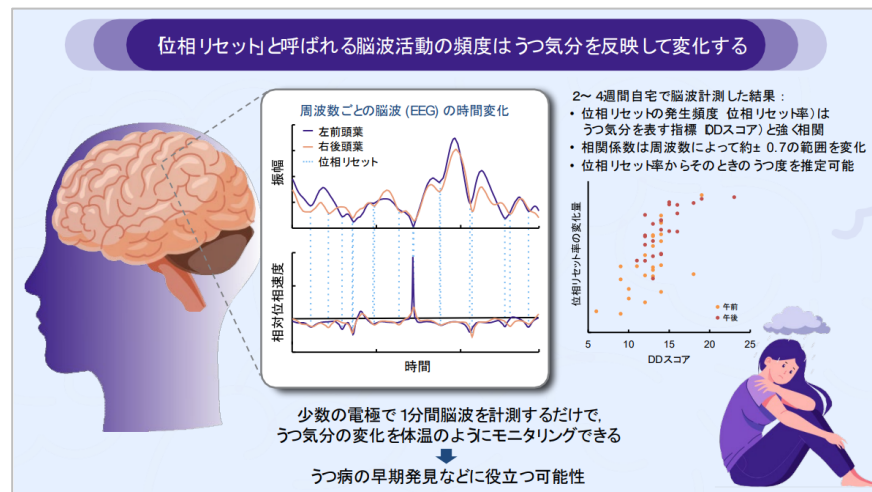 「位相リセット」と呼ばれる脳波活動の頻度はうつ気分を反映して変化する
周波数ごとの脳波 (EEG) の時間変化
左前頭葉
右後頭葉
位相リセット
振幅
相対位相速度
時間
2~ 4週間自宅で脳波計測した結果:
• 位相リセットの発生頻度 位相リセット率)は
うつ気分を表す指標 DDスコア)と強く相関
• 相関係数は周波数によって約± 0.7の範囲を変化
• 位相リセット率からそのときのうつ度を推定可能
位相リセット率の変化量
午前
午後
5 10 15 20 25
DDスコア
少数の電極で1分間脳波を計測するだけで,
うつ気分の変化を体温のようにモニタリングできる
うつ病の早期発見などに役立つ可能性